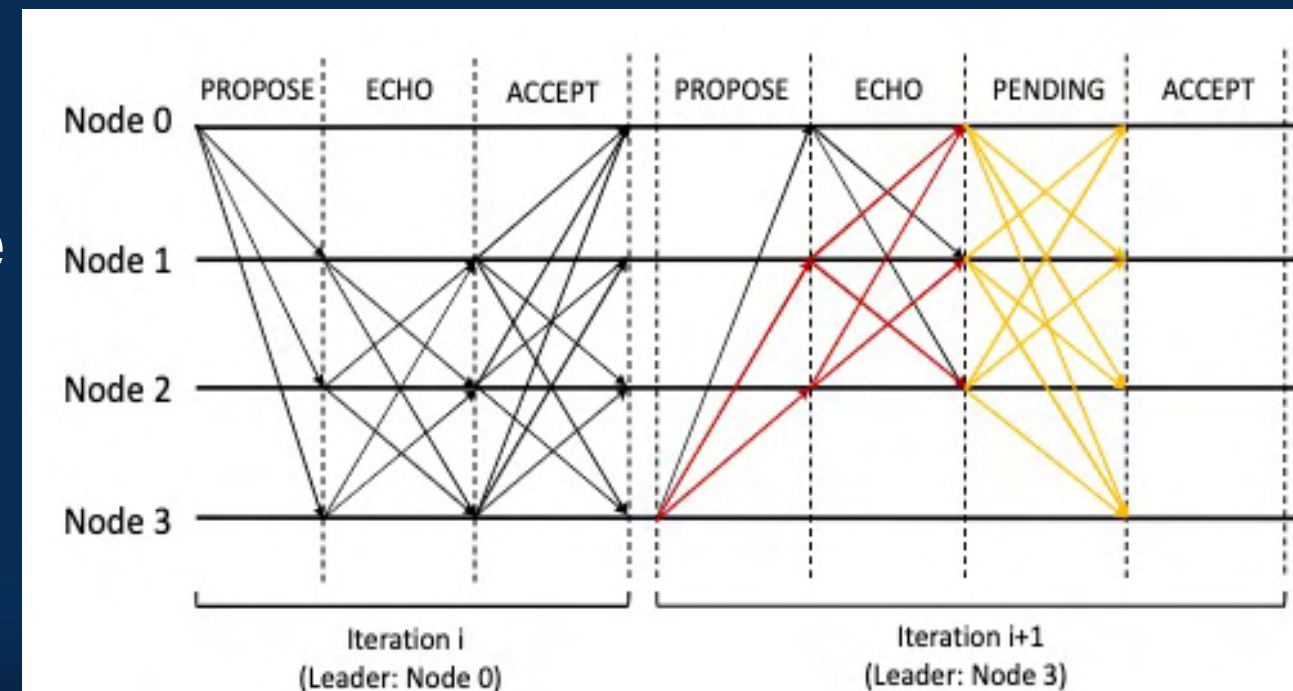 PROPOSE ECHO ACCEPT PROPOSE ECHO PENDING ACCEPT
Node 0
Node 1
Node 2
Node 3
Iteration i
(Leader: Node 0)
Iteration i+1
(Leader: Node 3)